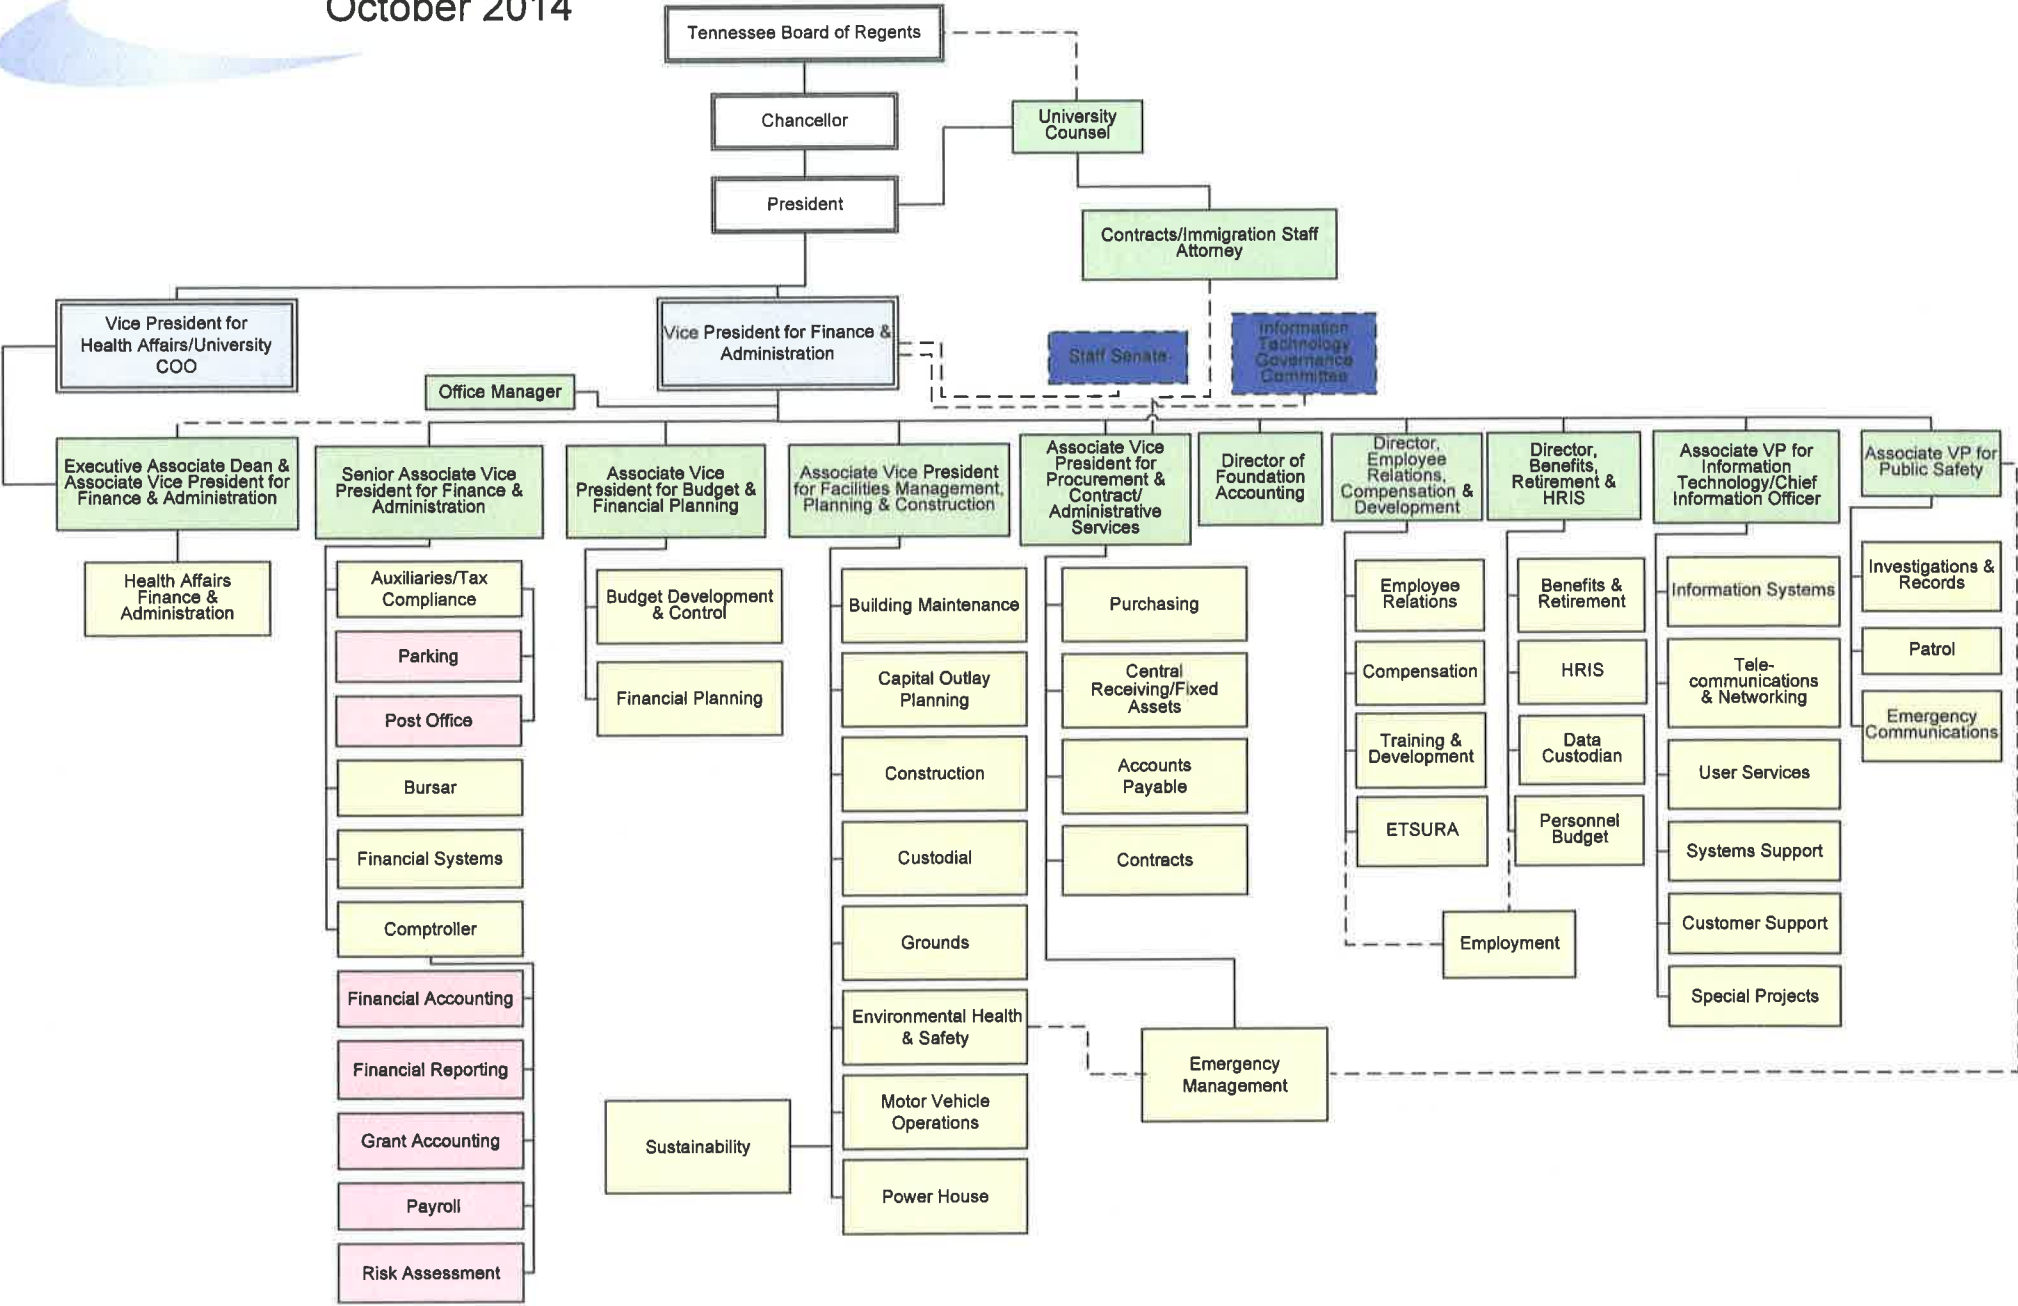 October 2014
Tennessee Board of Regents
Chancellor
University
Counsel
President
Contracts/Immigration Staff
Attorney
Vice President for
Health Affairs/University
COO
Vice President for Finance &
Administration
Staff Senate
Information
Technology
Governance
Committee
Office Manager
Executive Associate Dean &
Associate Vice President for
Finance & Administration
Senior Associate Vice
President for Finance &
Administration
Associate Vice
President for Budget &
Financial Planning
Associate Vice President
for Facilities Management,
Planning & Construction
Associate Vice
President for
Procurement &
Contract/
Administrative
Services
Director of
Foundation
Accounting
Director,
Employee
Relations,
Compensation &
Development
Director,
Benefits,
Retirement &
HRIS
Associate VP for
Information
Technology/Chief
Information Officer
Associate VP for
Public Safety
Health Affairs
Finance &
Administration
Auxiliaries/Tax
Compliance
Parking
Post Office
Bursar
Financial Systems
Comptroller
Financial Accounting
Financial Reporting
Grant Accounting
Payroll
Risk Assessment
Budget Development
& Control
Financial Planning
Building Maintenance
Capital Outlay
Planning
Construction
Custodial
Grounds
Environmental Health
& Safety
Motor Vehicle
Operations
Power House
Sustainability
Purchasing
Central
Receiving/Fixed
Assets
Accounts
Payable
Contracts
Emergency
Management
Employee
Relations
Compensation
Training &
Development
ETSURA
Benefits &
Retirement
HRIS
Data
Custodian
Personnel
Budget
Employment
Information Systems
Tele-
communications
& Networking
User Services
Systems Support
Customer Support
Special Projects
Investigations &
Records
Patrol
Emergency
Communications